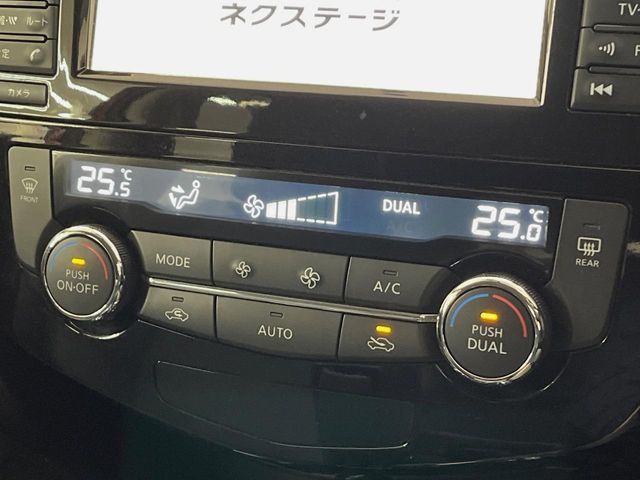 ネクステージ
ルート
カメラ
TV
25.5℃
DUAL
25.0℃
FRONT
REAR
PUSH
ON·OFF
MODE
A/C
AUTO
PUSH
DUAL